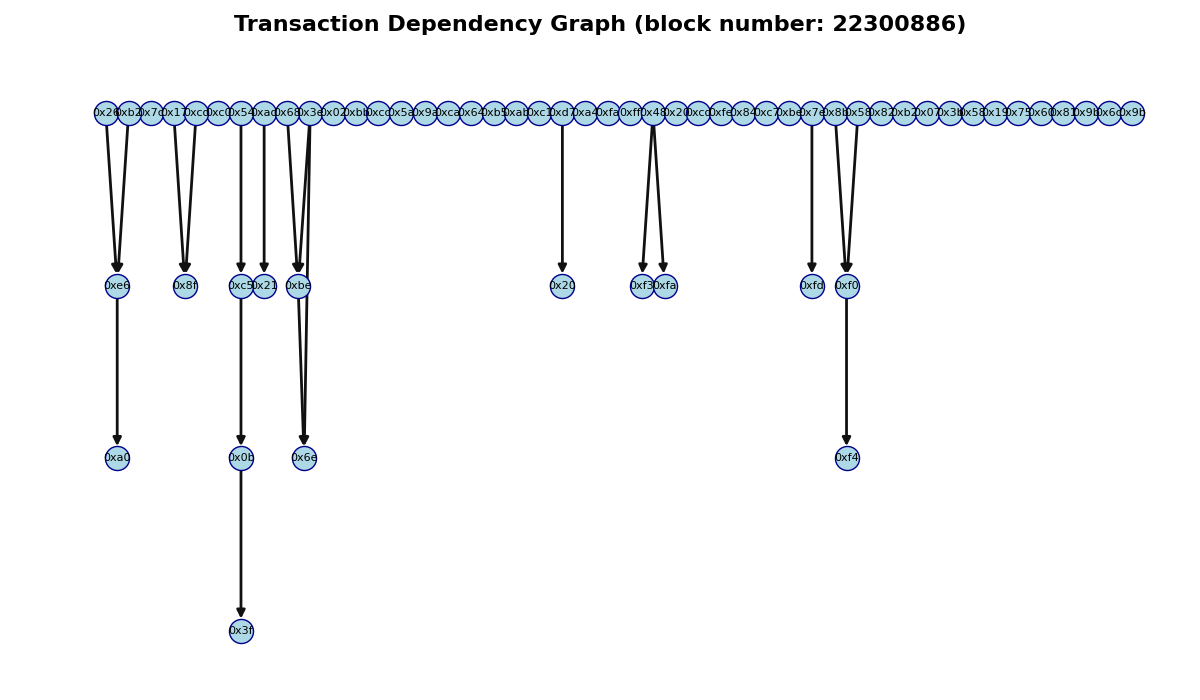 Transaction Dependency Graph (block number: 22300886)
0x26 0xb2 0x7c 0x17 0xcd 0xc0 0x54 0xad 0x68 0x3e 0x02 0xbb 0xcc 0x5a 0x9a 0xca 0x64 0xb5 0xab 0xc1 0xd7 0xa4 0xfa 0xff 0x48 0x20 0xcd 0xfe 0x84 0xc7 0xbe 0x7e 0x8b 0x58 0x82 0xb2 0x07 0x3b 0x58 0x19 0x75 0x60 0x81 0x9b 0x6d 0x9b
0xe6 0x8f 0xc5 0x21 0xbe 0x20 0xf3 0xfa 0xfd 0xf0
0xa0 0x0b 0x6e 0xf4
0x3f